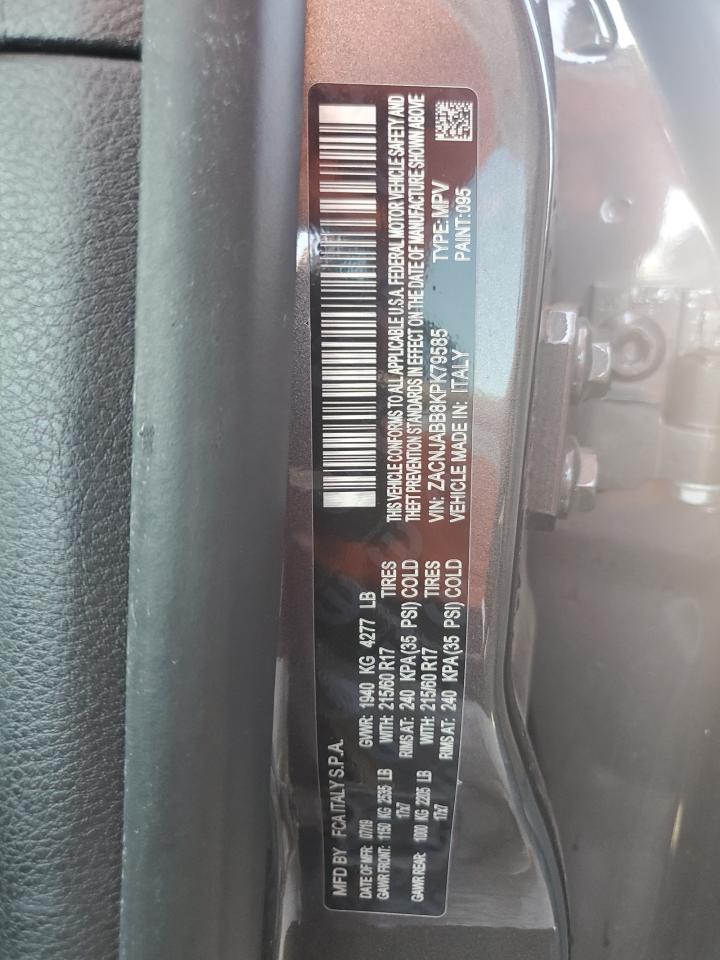 MFD BY FCA ITALY S.P.A.
DATE OF MFR: 07/19 GVWR: 1940 KG 4277 LB
GAWR FRONT: 1150 KG 2535 LB WITH: 215/60 R17 TIRES
17x7 RIMS AT: 240 KPA (35 PSI) COLD
GAWR REAR: 1000 KG 2205 LB WITH: 215/60 R17 TIRES
17x7 RIMS AT: 240 KPA (35 PSI) COLD
THIS VEHICLE CONFORMS TO ALL APPLICABLE U.S.A. FEDERAL MOTOR VEHICLE SAFETY AND
THEFT PREVENTION STANDARDS IN EFFECT ON THE DATE OF MANUFACTURE SHOWN ABOVE
VIN: ZACNJABB8KPK79585 TYPE: MPV
VEHICLE MADE IN: ITALY PAINT: 095